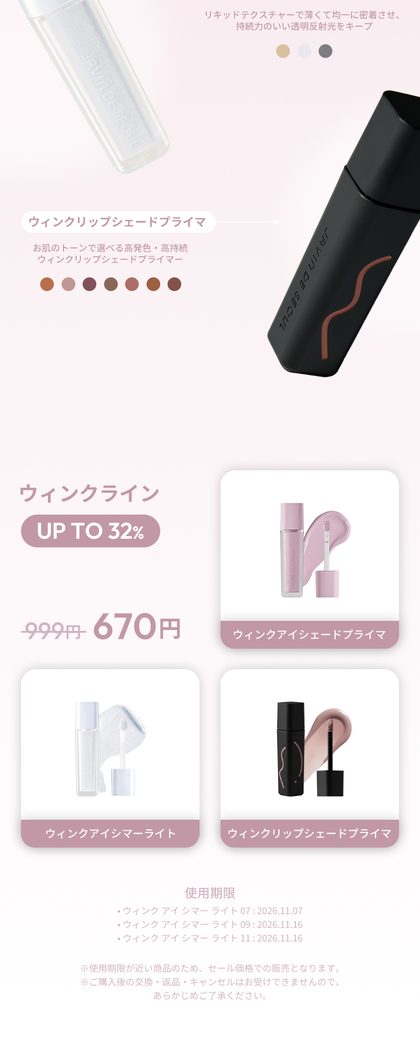 リキッドテクスチャーで薄くて均一に密着させ、
持続力のいい透明反射光をキープ
JAVIN DE SEOUL
ウィンクリップシェードプライマ
お肌のトーンで選べる高発色・高持続
ウィンクリップシェードプライマー
JAVIN DE SEOUL
ウィンクライン
UP TO 32%
999円 670円
ウィンクアイシェードプライマ
ウィンクアイシマーライト
ウィンクリップシェードプライマ
使用期限
• ウィンク アイ シマー ライト 07 : 2026.11.07
• ウィンク アイ シマー ライト 09 : 2026.11.16
• ウィンク アイ シマー ライト 11 : 2026.11.16
※使用期限が近い商品のため、セール価格での販売となります。
※ご購入後の交換・返品・キャンセルはお受けできませんので、
あらかじめご了承ください。